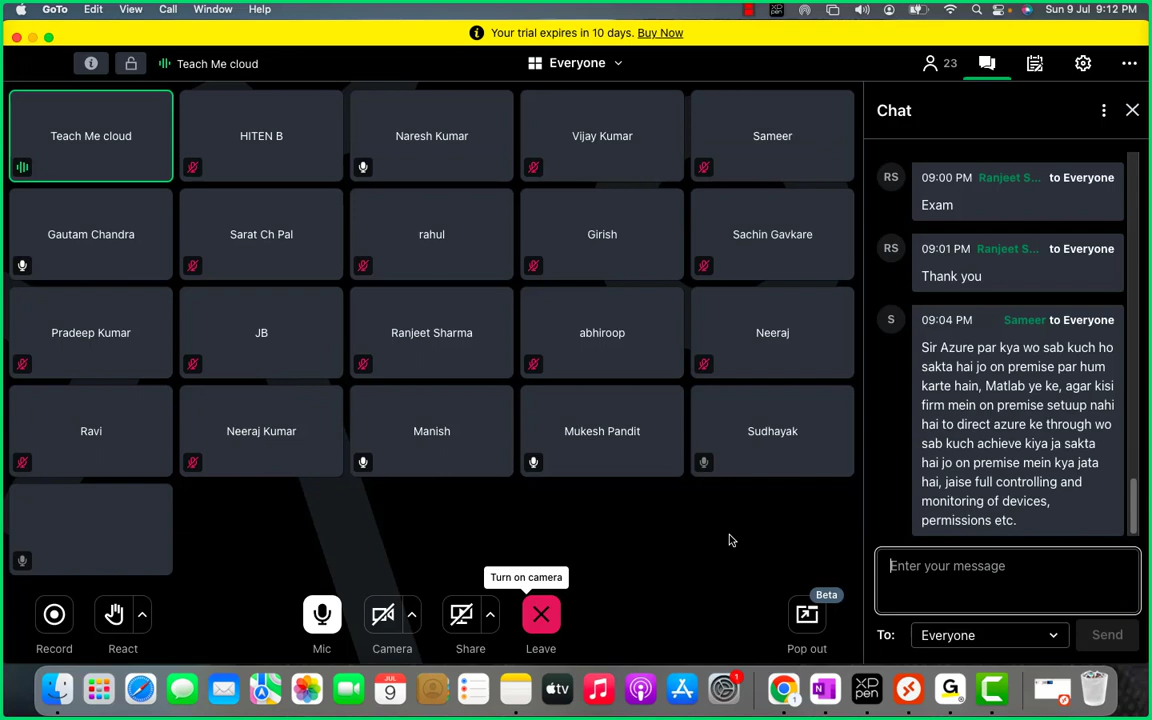 GoTo Edit View Call Window Help Sun 9 Jul 9:12 PM
Your trial expires in 10 days. Buy Now
Teach Me cloud Everyone 23
Chat
Teach Me cloud HITEN B Naresh Kumar Vijay Kumar Sameer
Gautam Chandra Sarat Ch Pal rahul Girish Sachin Gavkare
Pradeep Kumar JB Ranjeet Sharma abhiroop Neeraj
Ravi Neeraj Kumar Manish Mukesh Pandit Sudhayak
RS 09:00 PM Ranjeet S... to Everyone
Exam
RS 09:01 PM Ranjeet S... to Everyone
Thank you
S 09:04 PM Sameer to Everyone
Sir Azure par kya wo sab kuch ho
sakta hai jo on premise par hum
karte hain, Matlab ye ke, agar kisi
firm mein on premise setuup nahi
hai to direct azure ke through wo
sab kuch achieve kiya ja sakta
hai jo on premise mein kya jata
hai, jaise full controlling and
monitoring of devices,
permissions etc.
Enter your message
To: Everyone Send
Turn on camera
Beta
Record React Mic Camera Share Leave Pop out
JUL
9
tv
1
1
XP
pen
G
C